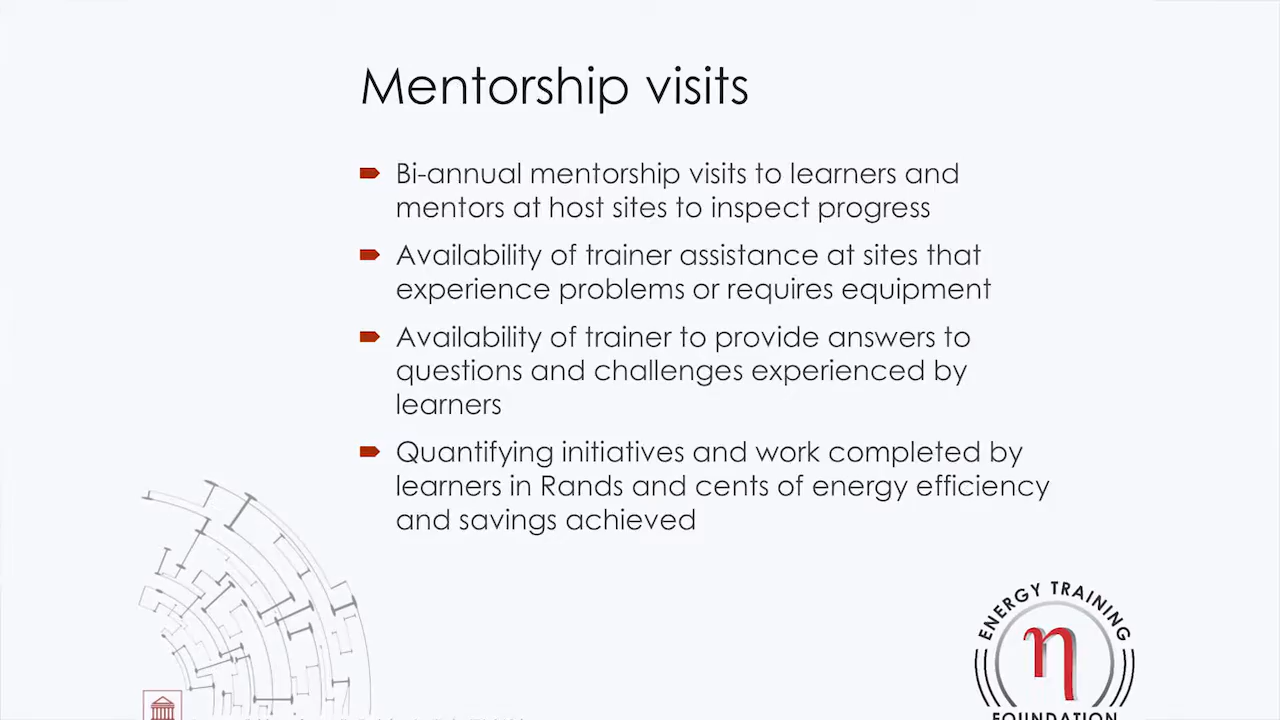 Mentorship visits
Bi-annual mentorship visits to learners and
mentors at host sites to inspect progress
Availability of trainer assistance at sites that
experience problems or requires equipment
Availability of trainer to provide answers to
questions and challenges experienced by
learners
Quantifying initiatives and work completed by
learners in Rands and cents of energy efficiency
and savings achieved
ENERGY TRAINING
η
FOUNDATION